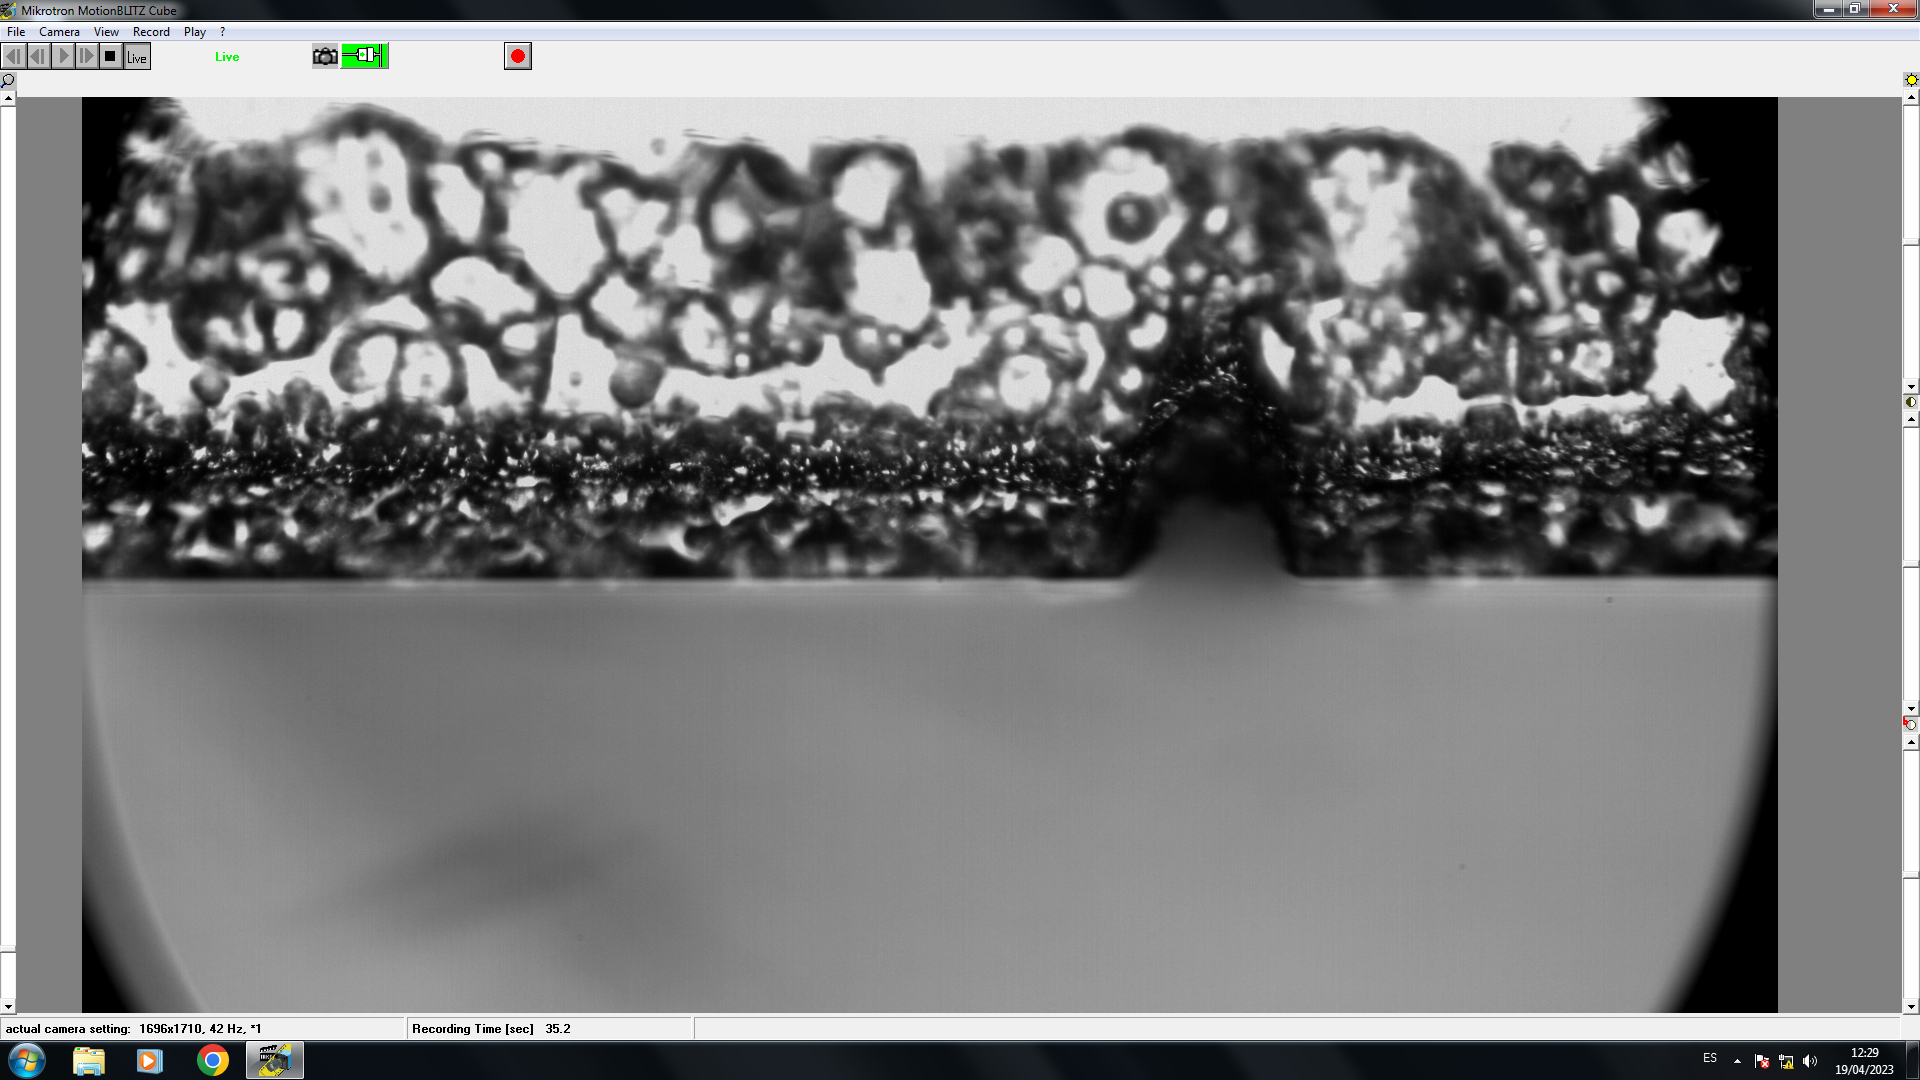 Mikrotron MotionBLITZ Cube
File Camera View Record Play ?
Live Live
actual camera setting: 1696x1710, 42 Hz, *1 Recording Time [sec] 35.2
ES 12:29
19/04/2023